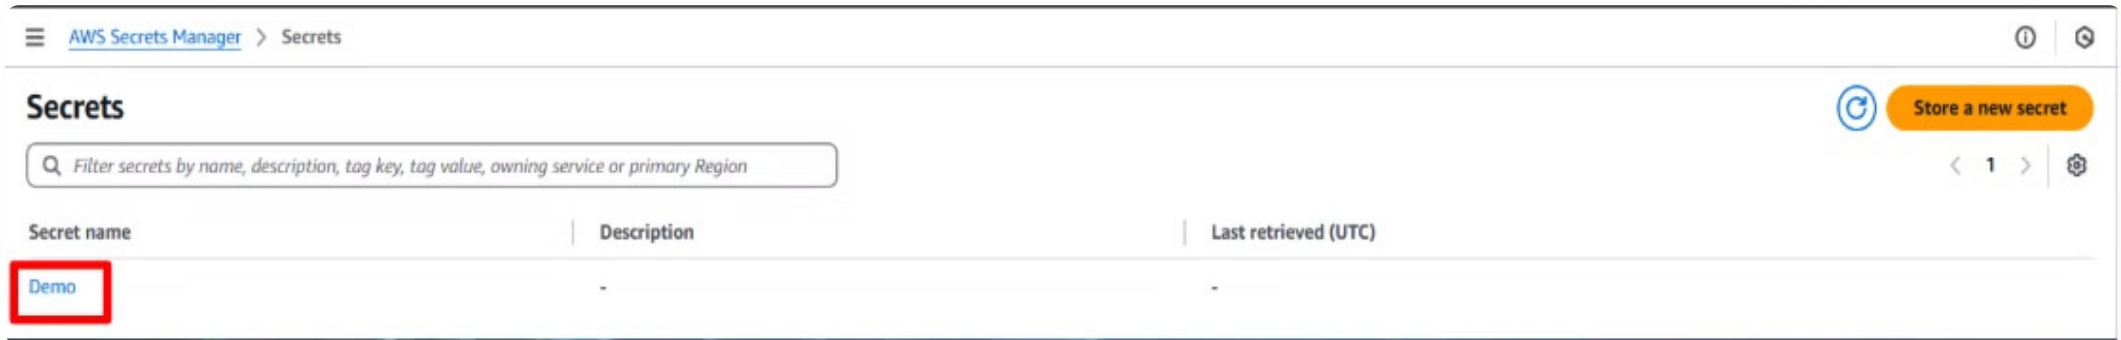 AWS Secrets Manager > Secrets
Secrets
Store a new secret
Filter secrets by name, description, tag key, tag value, owning service or primary Region
< 1 >
Secret name Description Last retrieved (UTC)
Demo - -